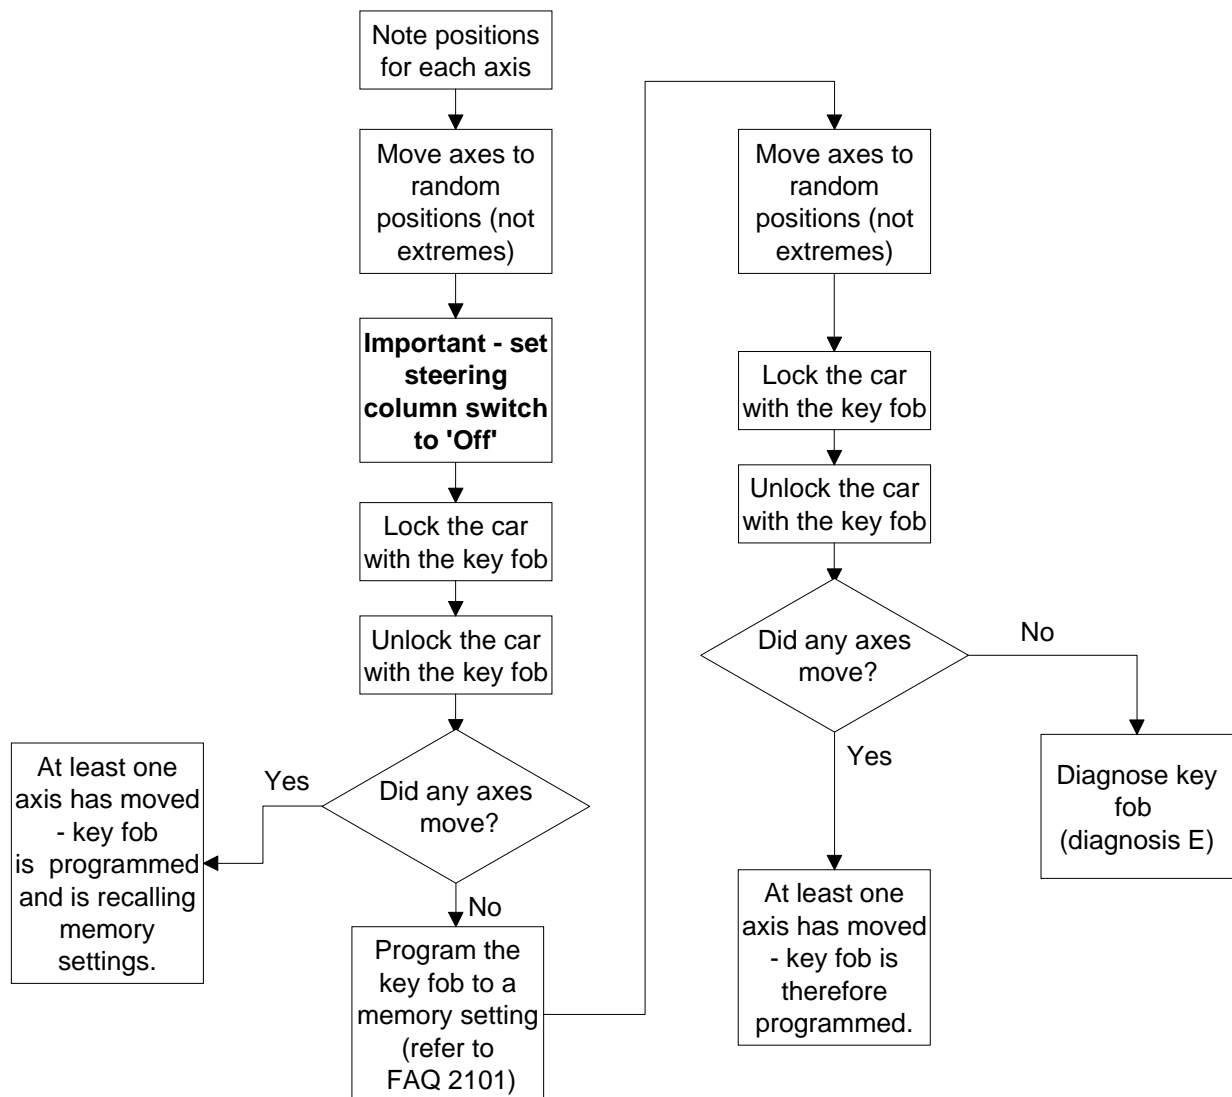 Note positions
for each axis
Move axes to
random
positions (not
extremes)
Important - set
steering
column switch
to 'Off'
Lock the car
with the key fob
Unlock the car
with the key fob
Did any axes
move?
Yes
At least one
axis has moved
- key fob
is programmed
and is recalling
memory
settings.
No
Program the
key fob to a
memory setting
(refer to
FAQ 2101)
Move axes to
random
positions (not
extremes)
Lock the car
with the key fob
Unlock the car
with the key fob
Did any axes
move?
No
Diagnose key
fob
(diagnosis E)
Yes
At least one
axis has moved
- key fob is
therefore
programmed.